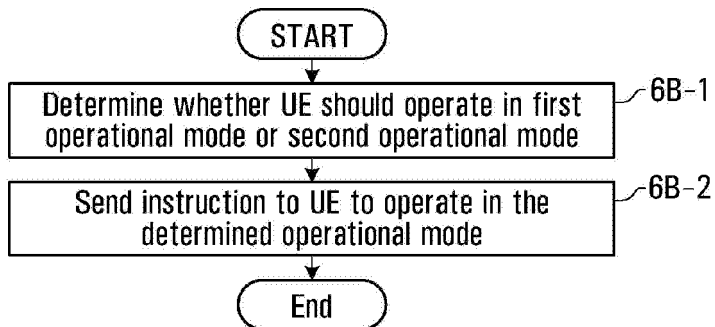 START
Determine whether UE should operate in first
operational mode or second operational mode
6B-1
Send instruction to UE to operate in the
determined operational mode
6B-2
End